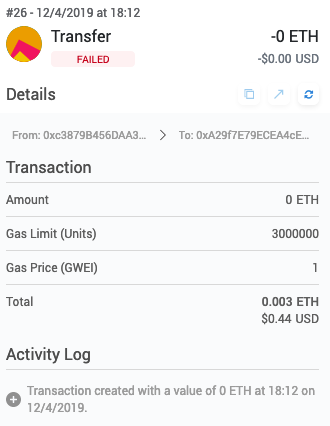 #26 - 12/4/2019 at 18:12
Transfer
-0 ETH
FAILED
-$0.00 USD
Details
From: 0xc3879B456DAA3...
To: 0xA29f7E79ECEA4cE...
Transaction
Amount
0 ETH
Gas Limit (Units)
3000000
Gas Price (GWEI)
1
Total
0.003 ETH
$0.44 USD
Activity Log
Transaction created with a value of 0 ETH at 18:12 on
12/4/2019.